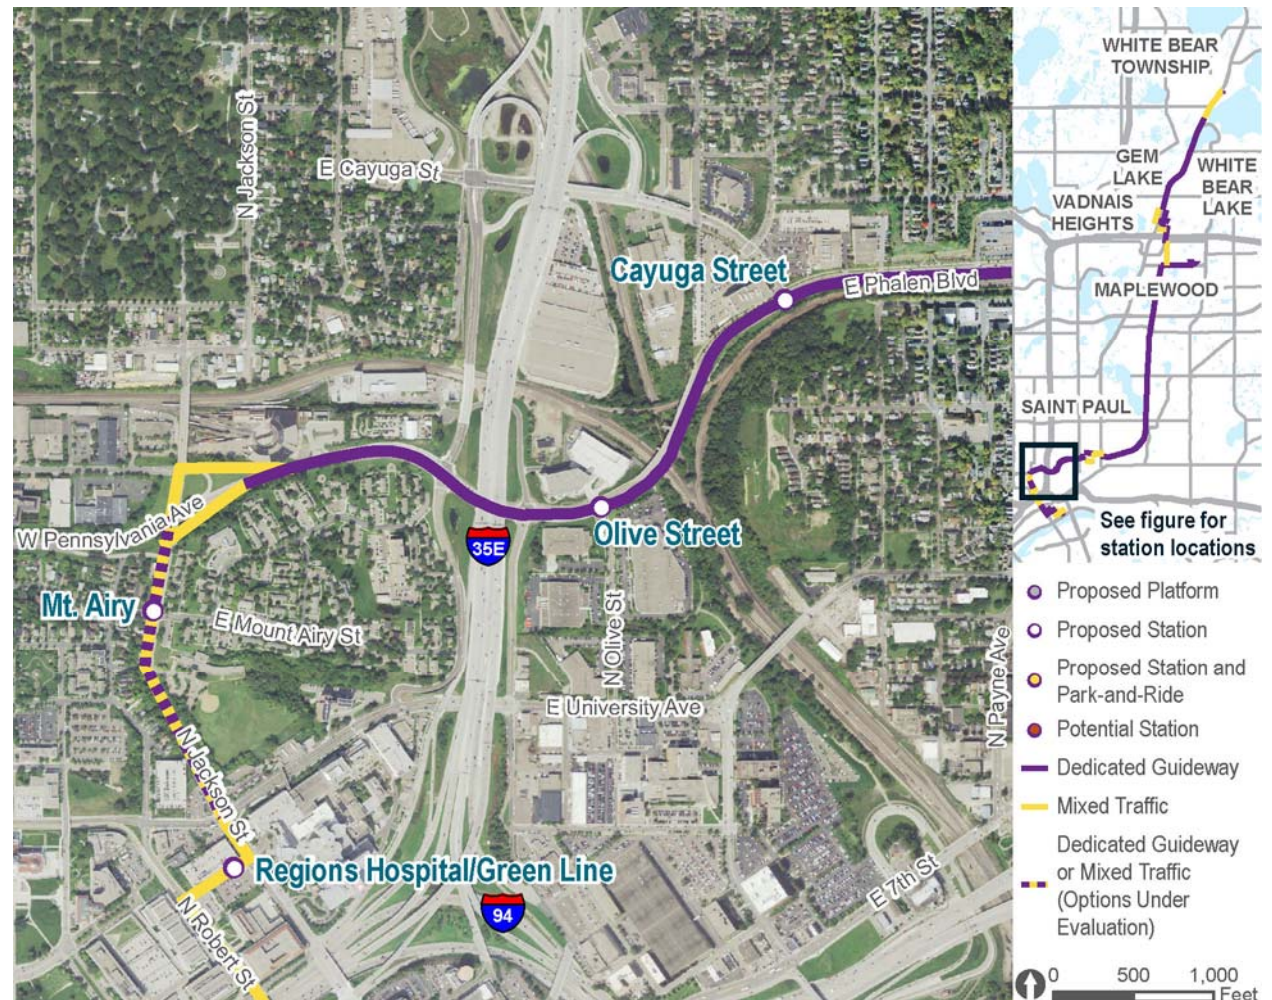 N Jackson St
E Cayuga St
Cayuga Street
E Phalen Blvd
W Pennsylvania Ave
35E
Olive Street
Mt. Airy
E Mount Airy St
N Olive St
E University Ave
N Payne Ave
N Jackson St
Regions Hospital/Green Line
E 7th St
94
N Robert St
WHITE BEAR
TOWNSHIP
GEM
LAKE
WHITE
BEAR
LAKE
VADNAIS
HEIGHTS
MAPLEWOOD
SAINT PAUL
See figure for
station locations
Proposed Platform
Proposed Station
Proposed Station and
Park-and-Ride
Potential Station
Dedicated Guideway
Mixed Traffic
Dedicated Guideway
or Mixed Traffic
(Options Under
Evaluation)
0 500 1,000
Feet